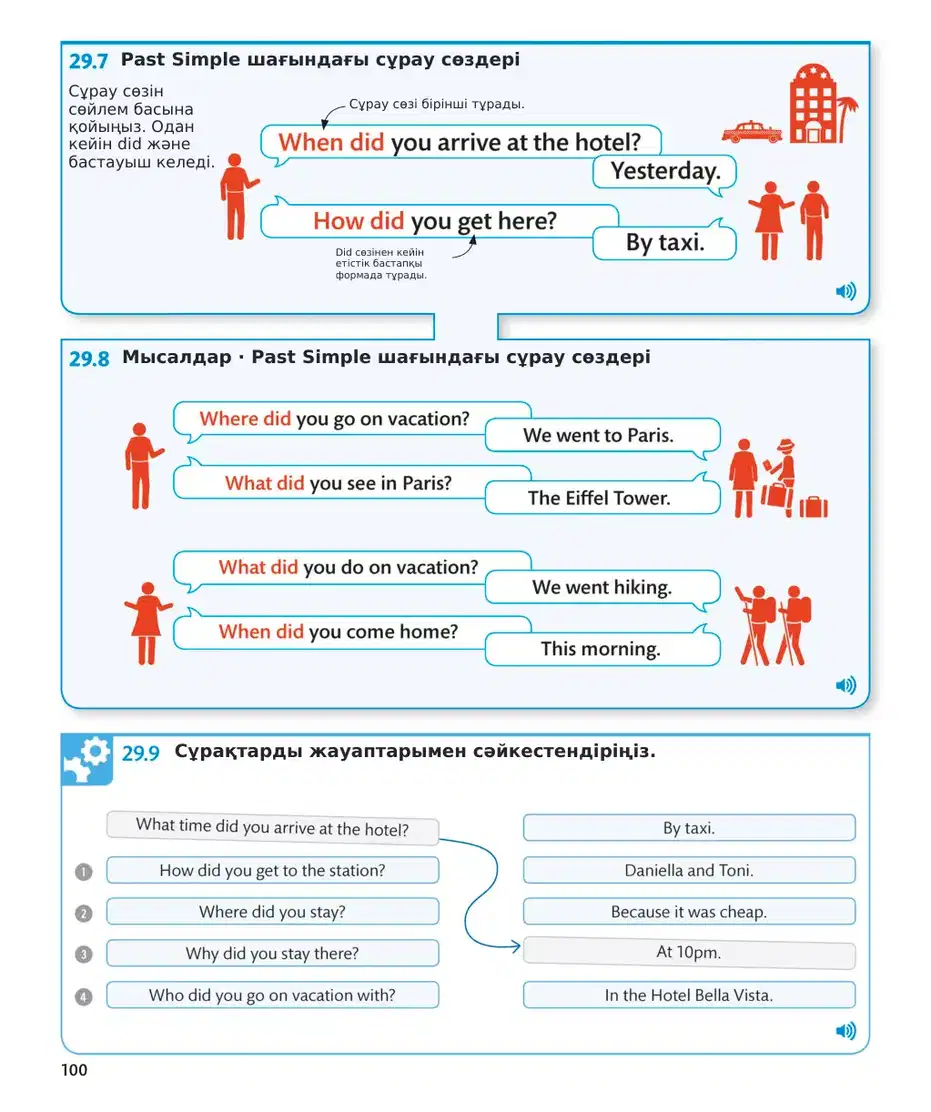 29.7 Past Simple шағындағы сұрау сөздері
Сұрау сөзін
сөйлем басына
қойыңыз. Одан
кейін did және
бастауыш келеді.
Сұрау сөзі бірінші тұрады.
When did you arrive at the hotel?
Yesterday.
How did you get here?
By taxi.
Did сөзінен кейін
етістік бастапқы
формада тұрады.
29.8 Мысалдар · Past Simple шағындағы сұрау сөздері
Where did you go on vacation?
We went to Paris.
What did you see in Paris?
The Eiffel Tower.
What did you do on vacation?
We went hiking.
When did you come home?
This morning.
29.9 Сұрақтарды жауаптарымен сәйкестендіріңіз.
What time did you arrive at the hotel?
By taxi.
1 How did you get to the station?
Daniella and Toni.
2 Where did you stay?
Because it was cheap.
3 Why did you stay there?
At 10pm.
4 Who did you go on vacation with?
In the Hotel Bella Vista.
100